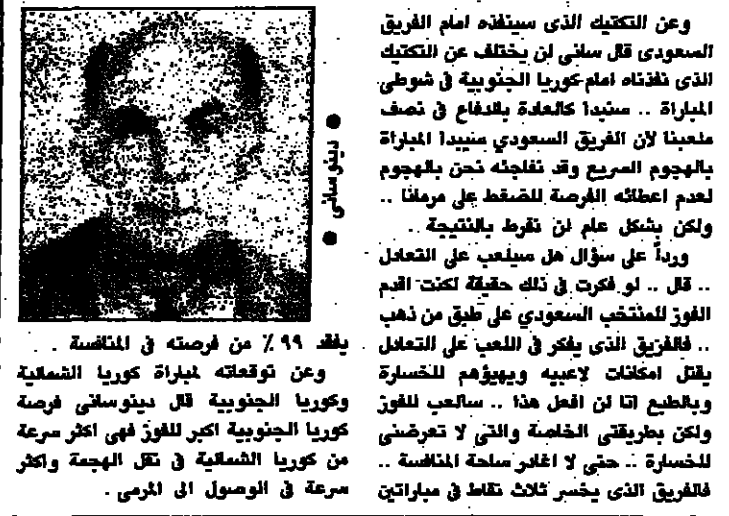 وعن التكتيك الذى سينفذه امام الفريق
السعودى قال سانى لن يختلف عن التكتيك
الذى نفذناه امام كوريا الجنوبية فى شوطى
المباراة .. سنبدا كالعادة بالدفاع فى نصف
ملعبنا لان الفريق السعودي سيبدا المباراة
بالهجوم السريع وقد نفاجئه نحن بالهجوم
لعدم اعطائه الفرصة للضغط على مرمانا ..
ولكن بشكل عام لن نفرط بالنتيجة ..
ورداً على سؤال هل سيلعب على التعادل
.. قال .. لو فكرت فى ذلك حقيقة لكنت اقدم
الفوز للمنتخب السعودي على طبق من ذهب
.. فالفريق الذى يفكر فى اللعب على التعادل
يقتل امكانات لاعبيه ويهيؤهم للخسارة
وبالطبع انا لن افعل هذا .. سالعب للفوز
ولكن بطريقتى الخاصة والتى لا تعرضنى
للخسارة .. حتى لا اغادر ساحة المنافسة ..
فالفريق الذى يخسر ثلاث نقاط فى مباراتين
● دينو سانى ●
يفقد ٩٩ ٪ من فرصته فى المنافسة . .
وعن توقعاته لمباراة كوريا الشمالية
وكوريا الجنوبية قال دينوسانى فرصة
كوريا الجنوبية اكبر للفوز فهى اكثر سرعة
من كوريا الشمالية فى نقل الهجمة واكثر
سرعة فى الوصول الى المرمى .